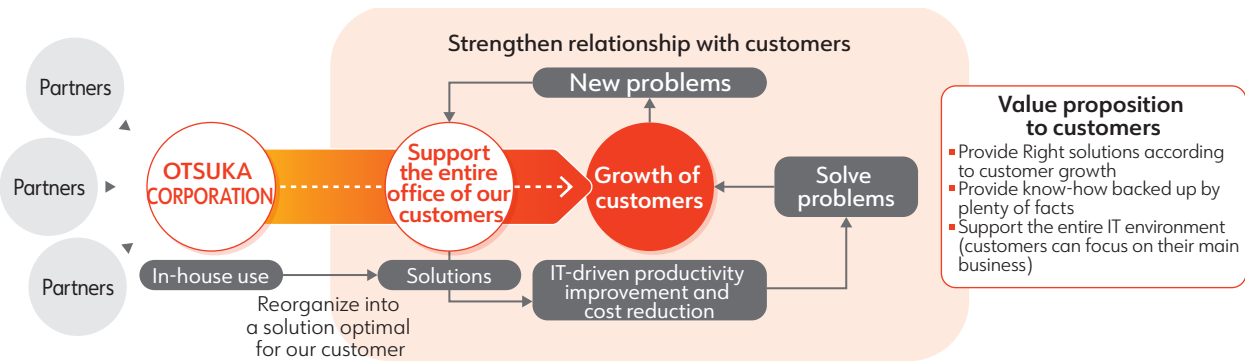 Strengthen relationship with customers
Partners
Partners
Partners
OTSUKA
CORPORATION
Support
the entire
office of our
customers
New problems
Growth of
customers
Solve
problems
In-house use
Solutions
IT-driven productivity
improvement and
cost reduction
Reorganize into
a solution optimal
for our customer
Value proposition
to customers
Provide Right solutions according
to customer growth
Provide know-how backed up by
plenty of facts
Support the entire IT environment
(customers can focus on their main
business)